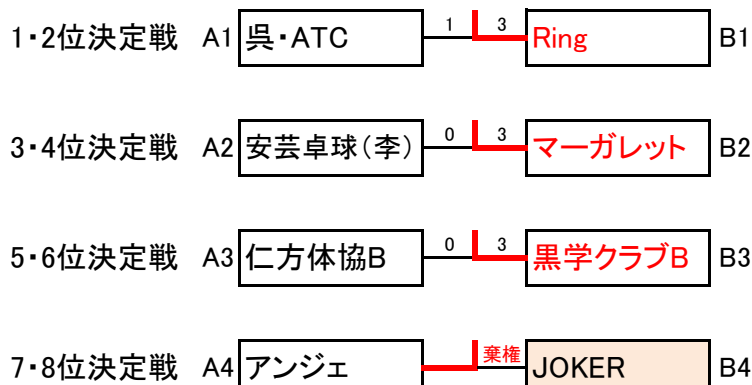 1・2位決定戦 A1 呉・ATC 1 3 Ring B1
3・4位決定戦 A2 安芸卓球(李) 0 3 マーガレット B2
5・6位決定戦 A3 仁方体協B 0 3 黒学クラブB B3
7・8位決定戦 A4 アンジェ 棄権 JOKER B4